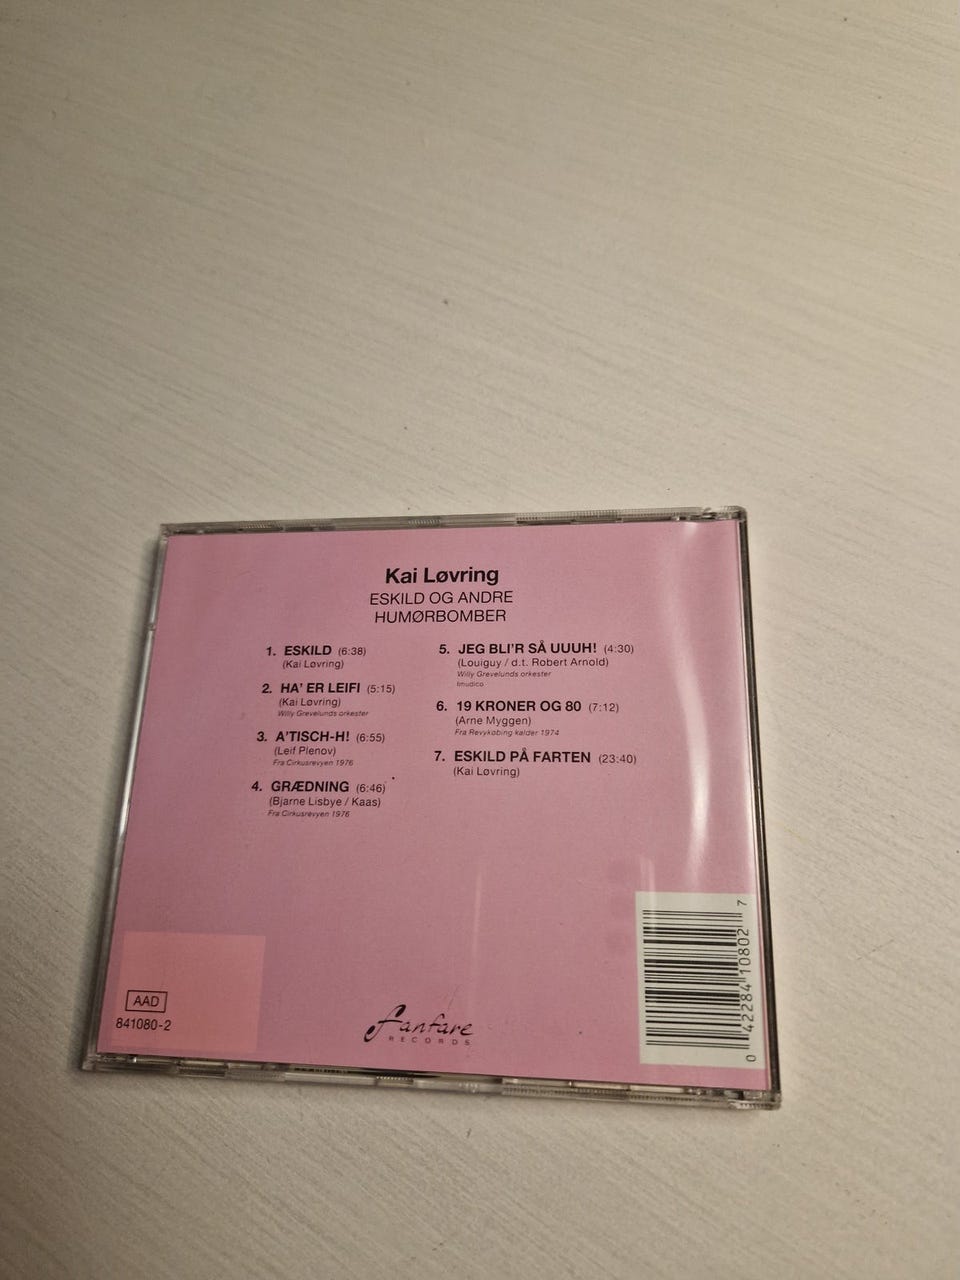 Kai Løvring
ESKILD OG ANDRE
HUMØRBOMBER
1. ESKILD (6:38)
(Kai Løvring)
2. HA' ER LEIFI (5:15)
(Kai Løvring)
Willy Grevelunds orkester
3. A'TISCH-H! (6:55)
(Leif Plenov)
Fra Cirkusrevyen 1976
4. GRÆDNING (6:46)
(Bjarne Lisbye / Kaas)
Fra Cirkusrevyen 1976
5. JEG BLI'R SÅ UUUH! (4:30)
(Louiguy / d.t. Robert Arnold)
Willy Grevelunds orkester
Imudico
6. 19 KRONER OG 80 (7:12)
(Arne Myggen)
Fra Revykøbing kalder 1974
7. ESKILD PÅ FARTEN (23:40)
(Kai Løvring)
AAD
841080-2
fanfare
RECORDS
0 42284 10802 7